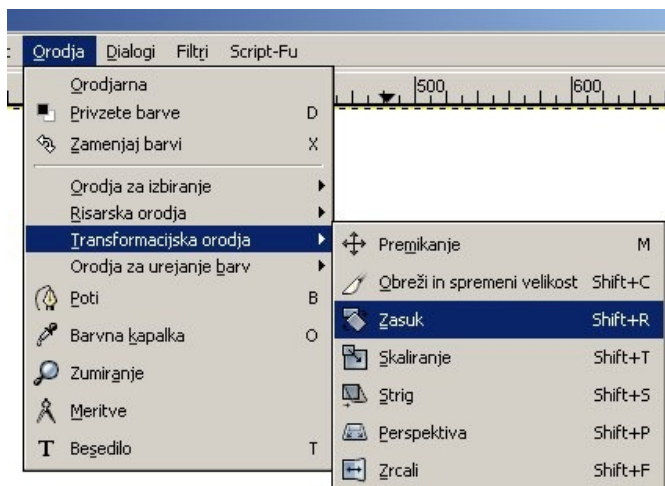 Orodja Dialogi Filtri Script-Fu
500 600
Orodjarna
Privzete barve D
Zamenjaj barvi X
Orodja za izbiranje
Risarska orodja
Transformacijska orodja
Orodja za urejanje barv
Poti B
Barvna kapalka O
Zumiranje
Meritve
Besedilo T
Premikanje M
Obreži in spremeni velikost Shift+C
Zasuk Shift+R
Skaliranje Shift+T
Strig Shift+S
Perspektiva Shift+P
Zrcali Shift+F